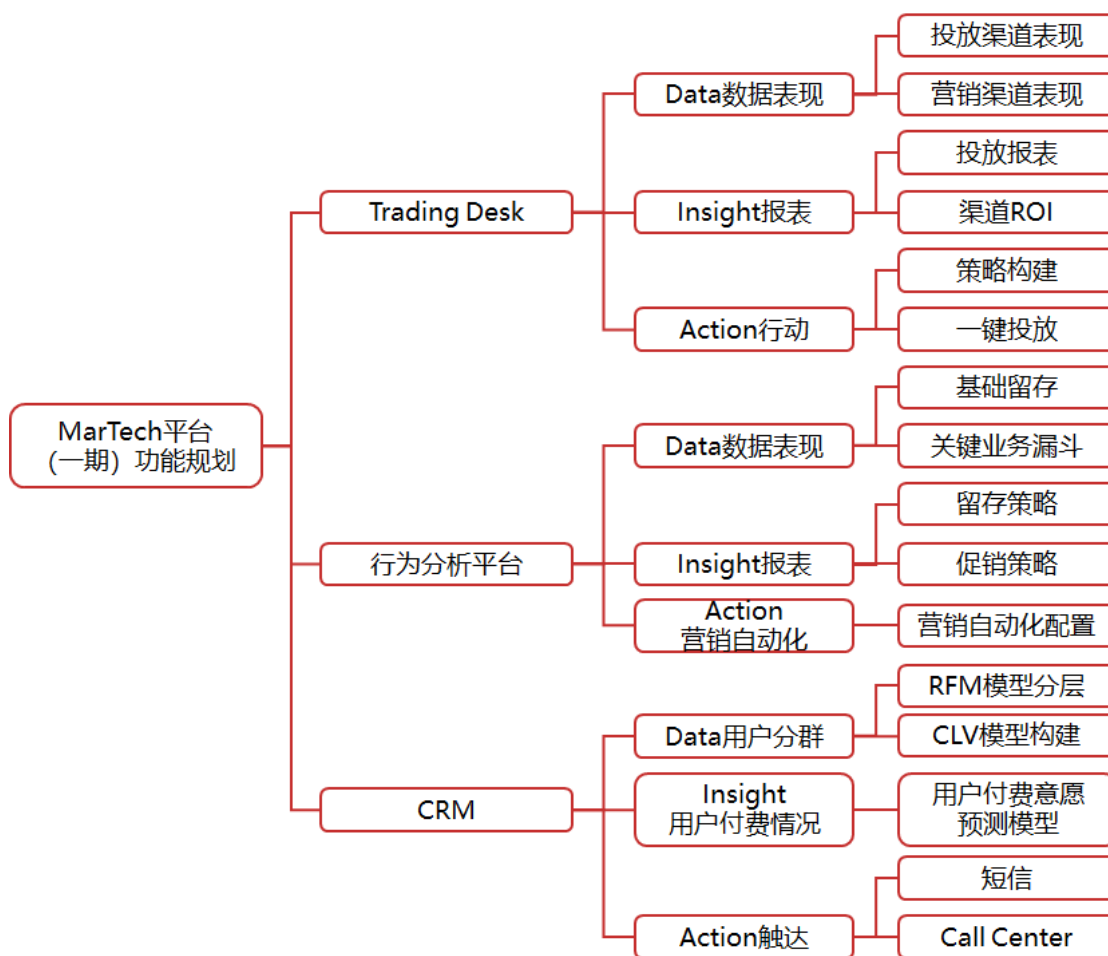 MarTech平台
（一期）功能规划
Trading Desk
Data数据表现
投放渠道表现
营销渠道表现
Insight报表
投放报表
渠道ROI
Action行动
策略构建
一键投放
行为分析平台
Data数据表现
基础留存
关键业务漏斗
Insight报表
留存策略
促销策略
Action
营销自动化
营销自动化配置
CRM
Data用户分群
RFM模型分层
CLV模型构建
Insight
用户付费情况
用户付费意愿
预测模型
Action触达
短信
Call Center